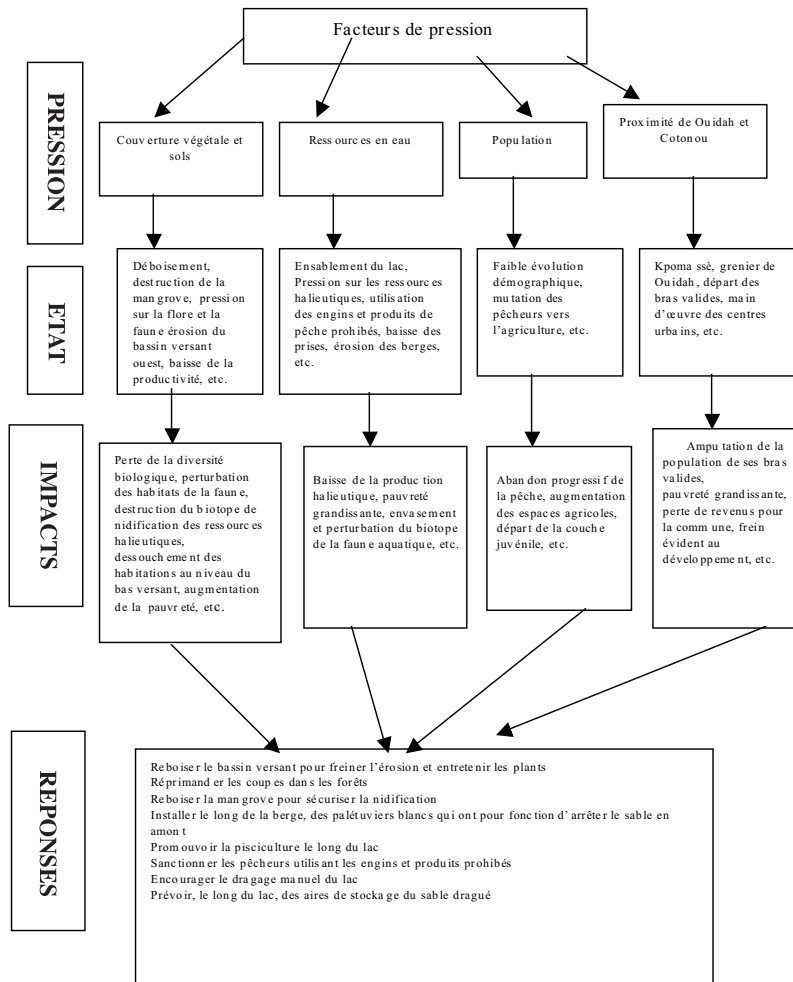 Facteurs de pression
PRESSION
Couverture végétale et
sols
Ressources en eau
Population
Proximité de Ouidah et
Cotonou
ETAT
Déboisement,
destruction de la
mangrove, pression
sur la flore et la
faune érosion du
bassin versant
ouest, baisse de la
productivité, etc.
Ensablement du lac,
Pression sur les ressources
halieutiques, utilisation
des engins et produits de
pêche prohibés, baisse des
prises, érosion des berges,
etc.
Faible évolution
démographique,
mutation des
pêcheurs vers
l'agriculture, etc.
Kpomassè, grenier de
Ouidah, départ des
bras valides, main
d'œuvre des centres
urbains, etc.
IMPACTS
Perte de la diversité
biologique, perturbation
des habitats de la faune,
destruction du biotope de
nidification des ressources
halieutiques,
dessouchement des
habitations au niveau du
bas versant, augmentation
de la pauvreté, etc.
Baisse de la production
halieutique, pauvreté
grandissante, envasement
et perturbation du biotope
de la faune aquatique, etc.
Abandon progressif de
la pêche, augmentation
des espaces agricoles,
départ de la couche
juvénile, etc.
Amputation de la
population de ses bras
valides,
pauvreté grandissante,
perte de revenus pour
la commune, frein
évident au
développement, etc.
REPONSES
Reboiser le bassin versant pour freiner l'érosion et entretenir les plants
Réprimander les coupes dans les forêts
Reboiser la mangrove pour sécuriser la nidification
Installer le long de la berge, des palétuviers blancs qui ont pour fonction d'arrêter le sable en
amont
Promouvoir la pisciculture le long du lac
Sanctionner les pêcheurs utilisant les engins et produits prohibés
Encourager le dragage manuel du lac
Prévoir, le long du lac, des aires de stockage du sable dragué